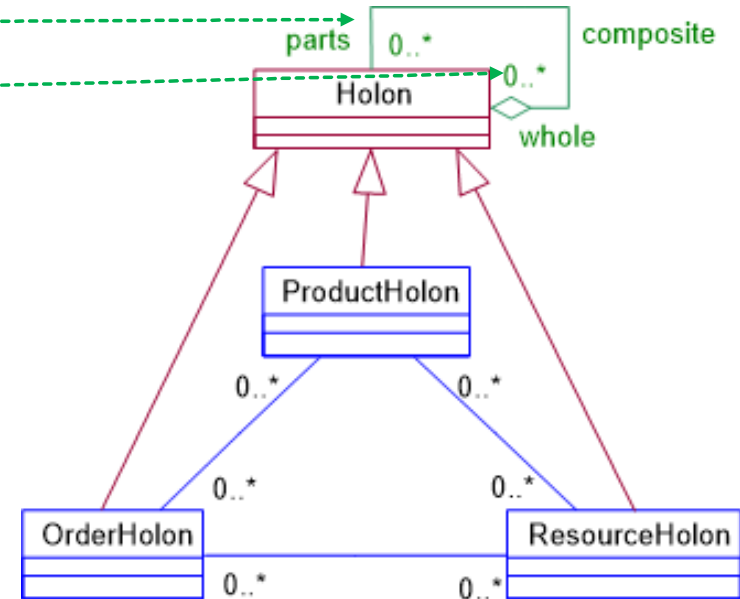 parts
0..*
composite
0..*
Holon
whole
ProductHolon
0..*
0..*
0..*
0..*
OrderHolon
ResourceHolon
0..*
0..*